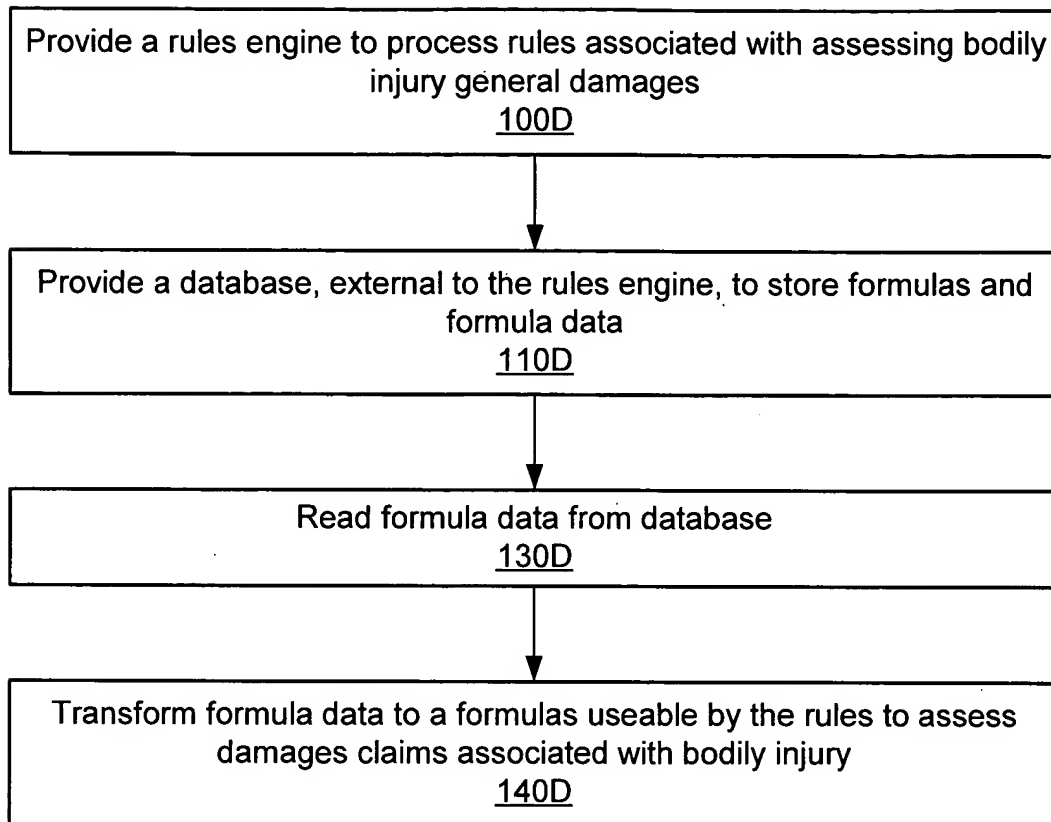 Provide a rules engine to process rules associated with assessing bodily
injury general damages
100D
Provide a database, external to the rules engine, to store formulas and
formula data
110D
Read formula data from database
130D
Transform formula data to a formulas useable by the rules to assess
damages claims associated with bodily injury
140D